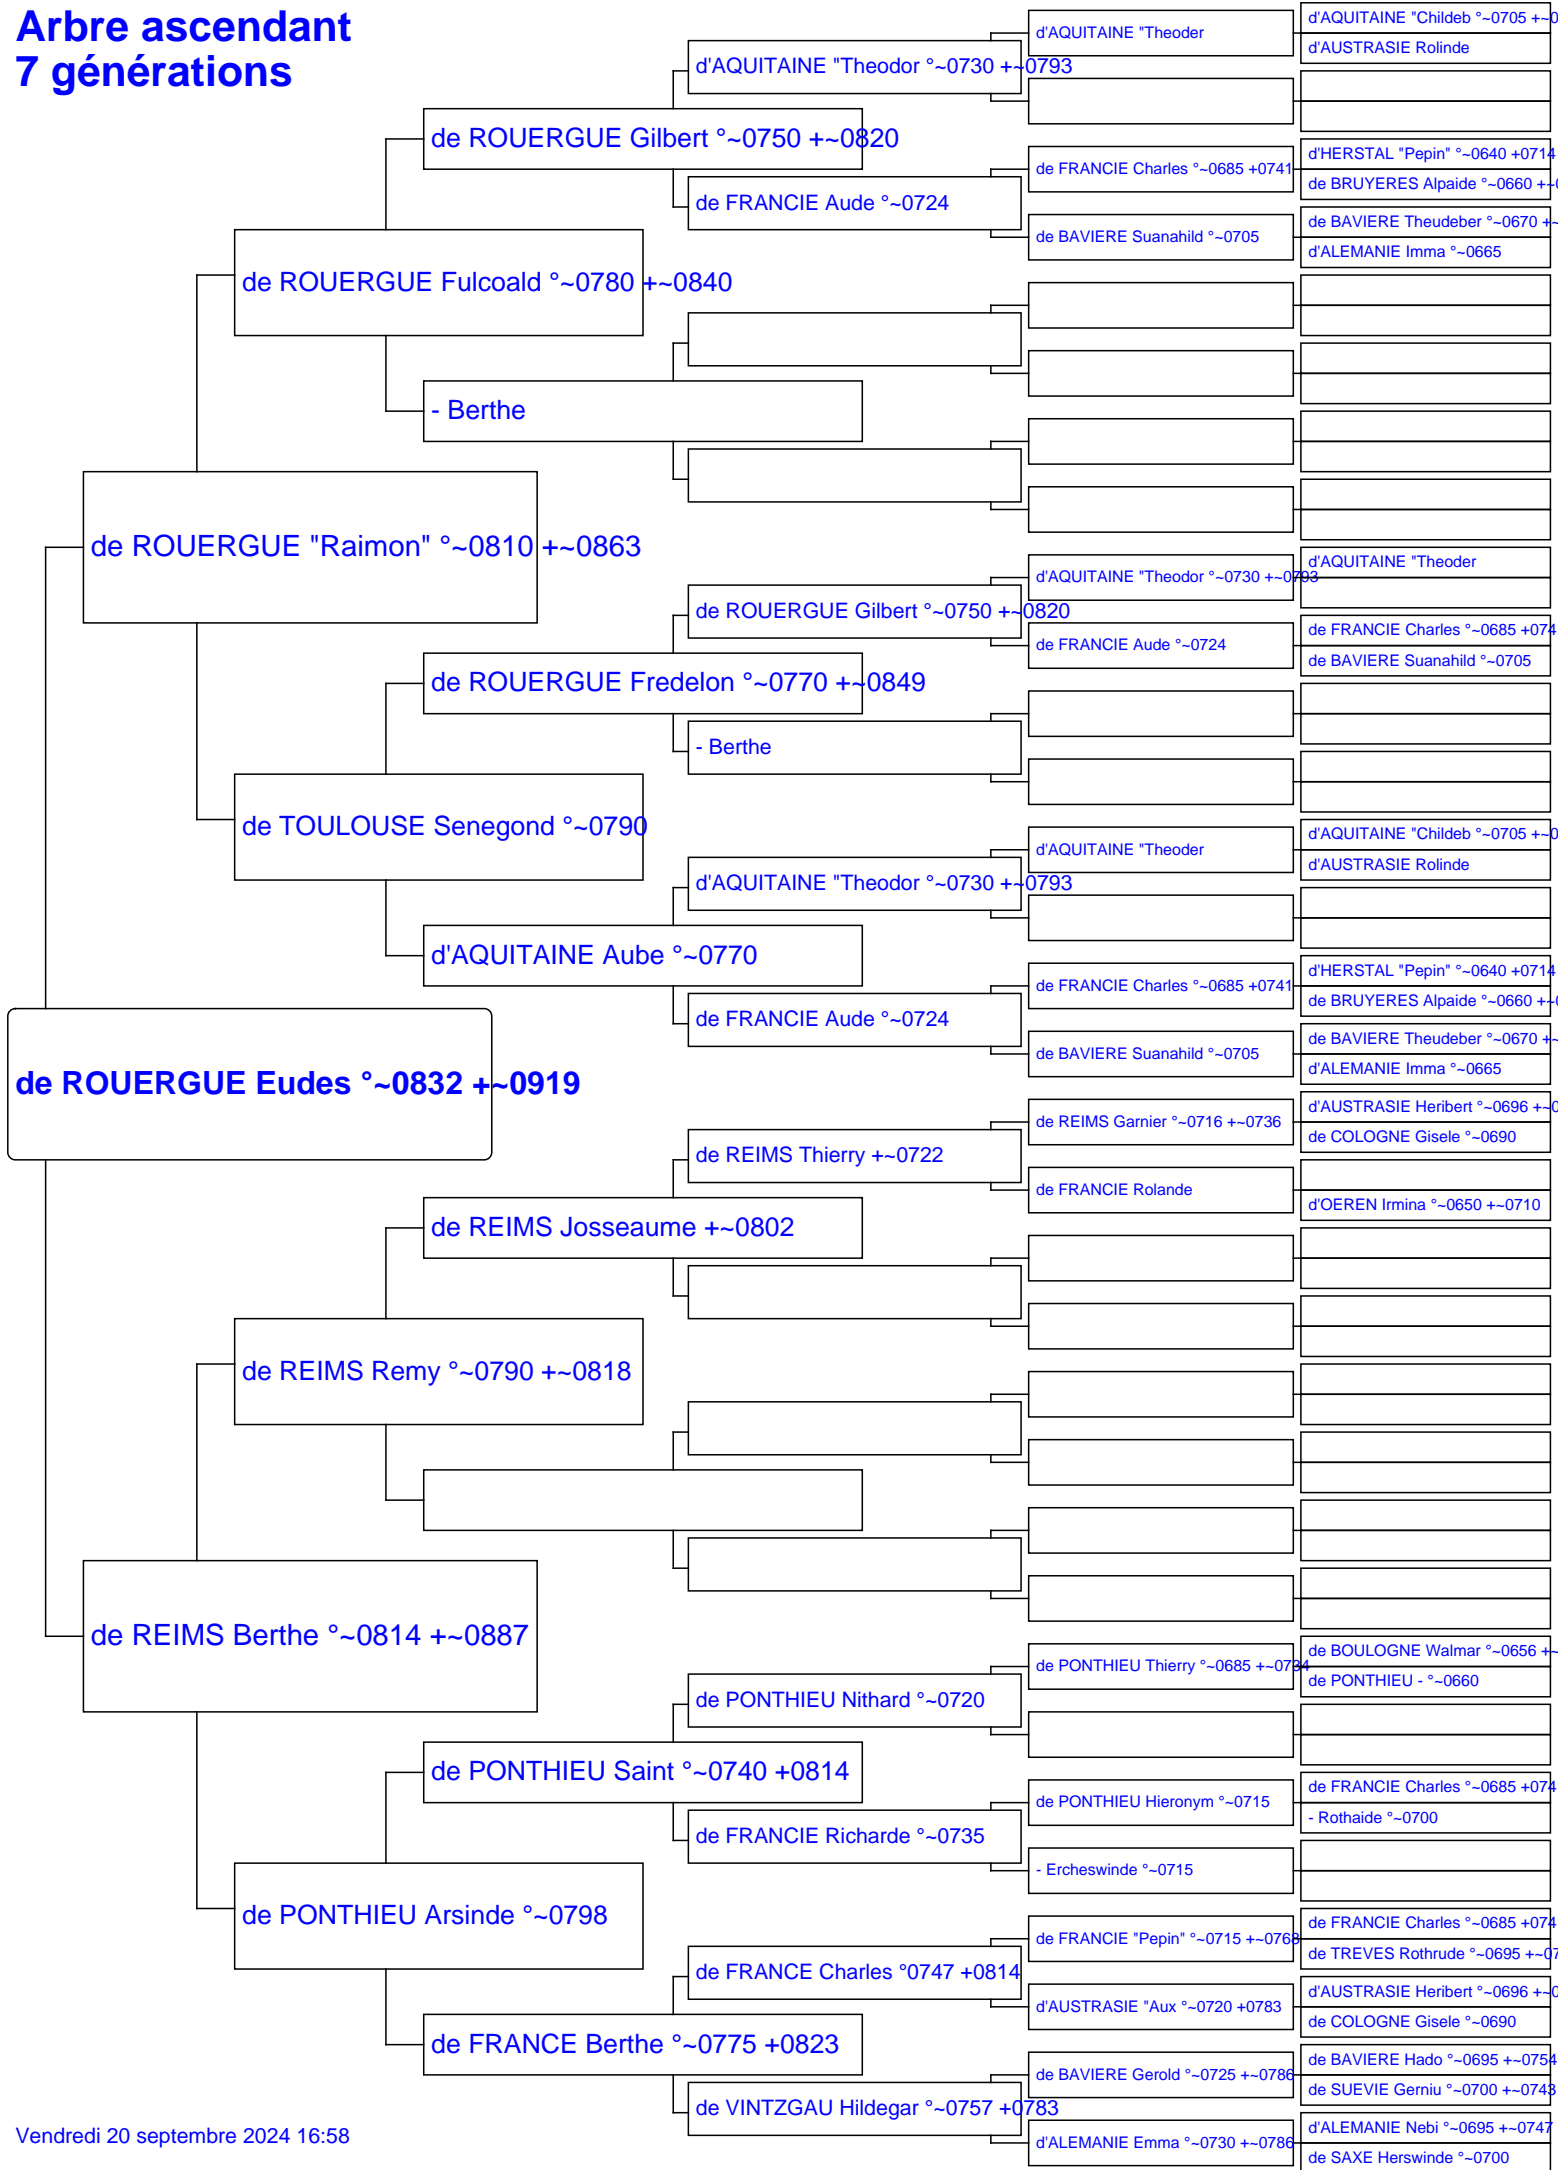 Arbre ascendant
7 générations
d'AQUITAINE "Childeb °~0705 +~0
d'AQUITAINE "Theoder
d'AUSTRASIE Rolinde
d'AQUITAINE "Theodor °~0730 +~0793
de ROUERGUE Gilbert °~0750 +~0820
d'HERSTAL "Pepin" °~0640 +0714
de FRANCIE Charles °~0685 +0741
de BRUYERES Alpaide °~0660 +~0
de FRANCIE Aude °~0724
de BAVIERE Theudeber °~0670 +~
de BAVIERE Suanahild °~0705
d'ALEMANIE Imma °~0665
de ROUERGUE Fulcoald °~0780 +~0840
- Berthe
de ROUERGUE "Raimon" °~0810 +~0863
d'AQUITAINE "Theoder
d'AQUITAINE "Theodor °~0730 +~0793
de ROUERGUE Gilbert °~0750 +~0820
de FRANCIE Charles °~0685 +074
de FRANCIE Aude °~0724
de BAVIERE Suanahild °~0705
de ROUERGUE Fredelon °~0770 +~0849
- Berthe
de TOULOUSE Senegond °~0790
d'AQUITAINE "Childeb °~0705 +~0
d'AQUITAINE "Theoder
d'AUSTRASIE Rolinde
d'AQUITAINE "Theodor °~0730 +~0793
d'AQUITAINE Aube °~0770
d'HERSTAL "Pepin" °~0640 +0714
de FRANCIE Charles °~0685 +0741
de BRUYERES Alpaide °~0660 +~0
de FRANCIE Aude °~0724
de BAVIERE Theudeber °~0670 +~
de BAVIERE Suanahild °~0705
d'ALEMANIE Imma °~0665
de ROUERGUE Eudes °~0832 +~0919
d'AUSTRASIE Heribert °~0696 +~0
de REIMS Garnier °~0716 +~0736
de COLOGNE Gisele °~0690
de REIMS Thierry +~0722
de FRANCIE Rolande
d'OEREN Irmina °~0650 +~0710
de REIMS Josseaume +~0802
de REIMS Remy °~0790 +~0818
de REIMS Berthe °~0814 +~0887
de BOULOGNE Walmar °~0656 +~
de PONTHIEU Thierry °~0685 +~0734
de PONTHIEU - °~0660
de PONTHIEU Nithard °~0720
de PONTHIEU Saint °~0740 +0814
de FRANCIE Charles °~0685 +074
de PONTHIEU Hieronym °~0715
- Rothaide °~0700
de FRANCIE Richarde °~0735
- Ercheswinde °~0715
de PONTHIEU Arsinde °~0798
de FRANCIE Charles °~0685 +074
de FRANCIE "Pepin" °~0715 +~0768
de TREVES Rothrude °~0695 +~07
de FRANCE Charles °0747 +0814
d'AUSTRASIE Heribert °~0696 +~0
d'AUSTRASIE "Aux °~0720 +0783
de COLOGNE Gisele °~0690
de FRANCE Berthe °~0775 +0823
de BAVIERE Hado °~0695 +~0754
de BAVIERE Gerold °~0725 +~0786
de SUEVIE Gerniu °~0700 +~0743
de VINTZGAU Hildegar °~0757 +0783
d'ALEMANIE Nebi °~0695 +~0747
d'ALEMANIE Emma °~0730 +~0786
de SAXE Herswinde °~0700
Vendredi 20 septembre 2024 16:58